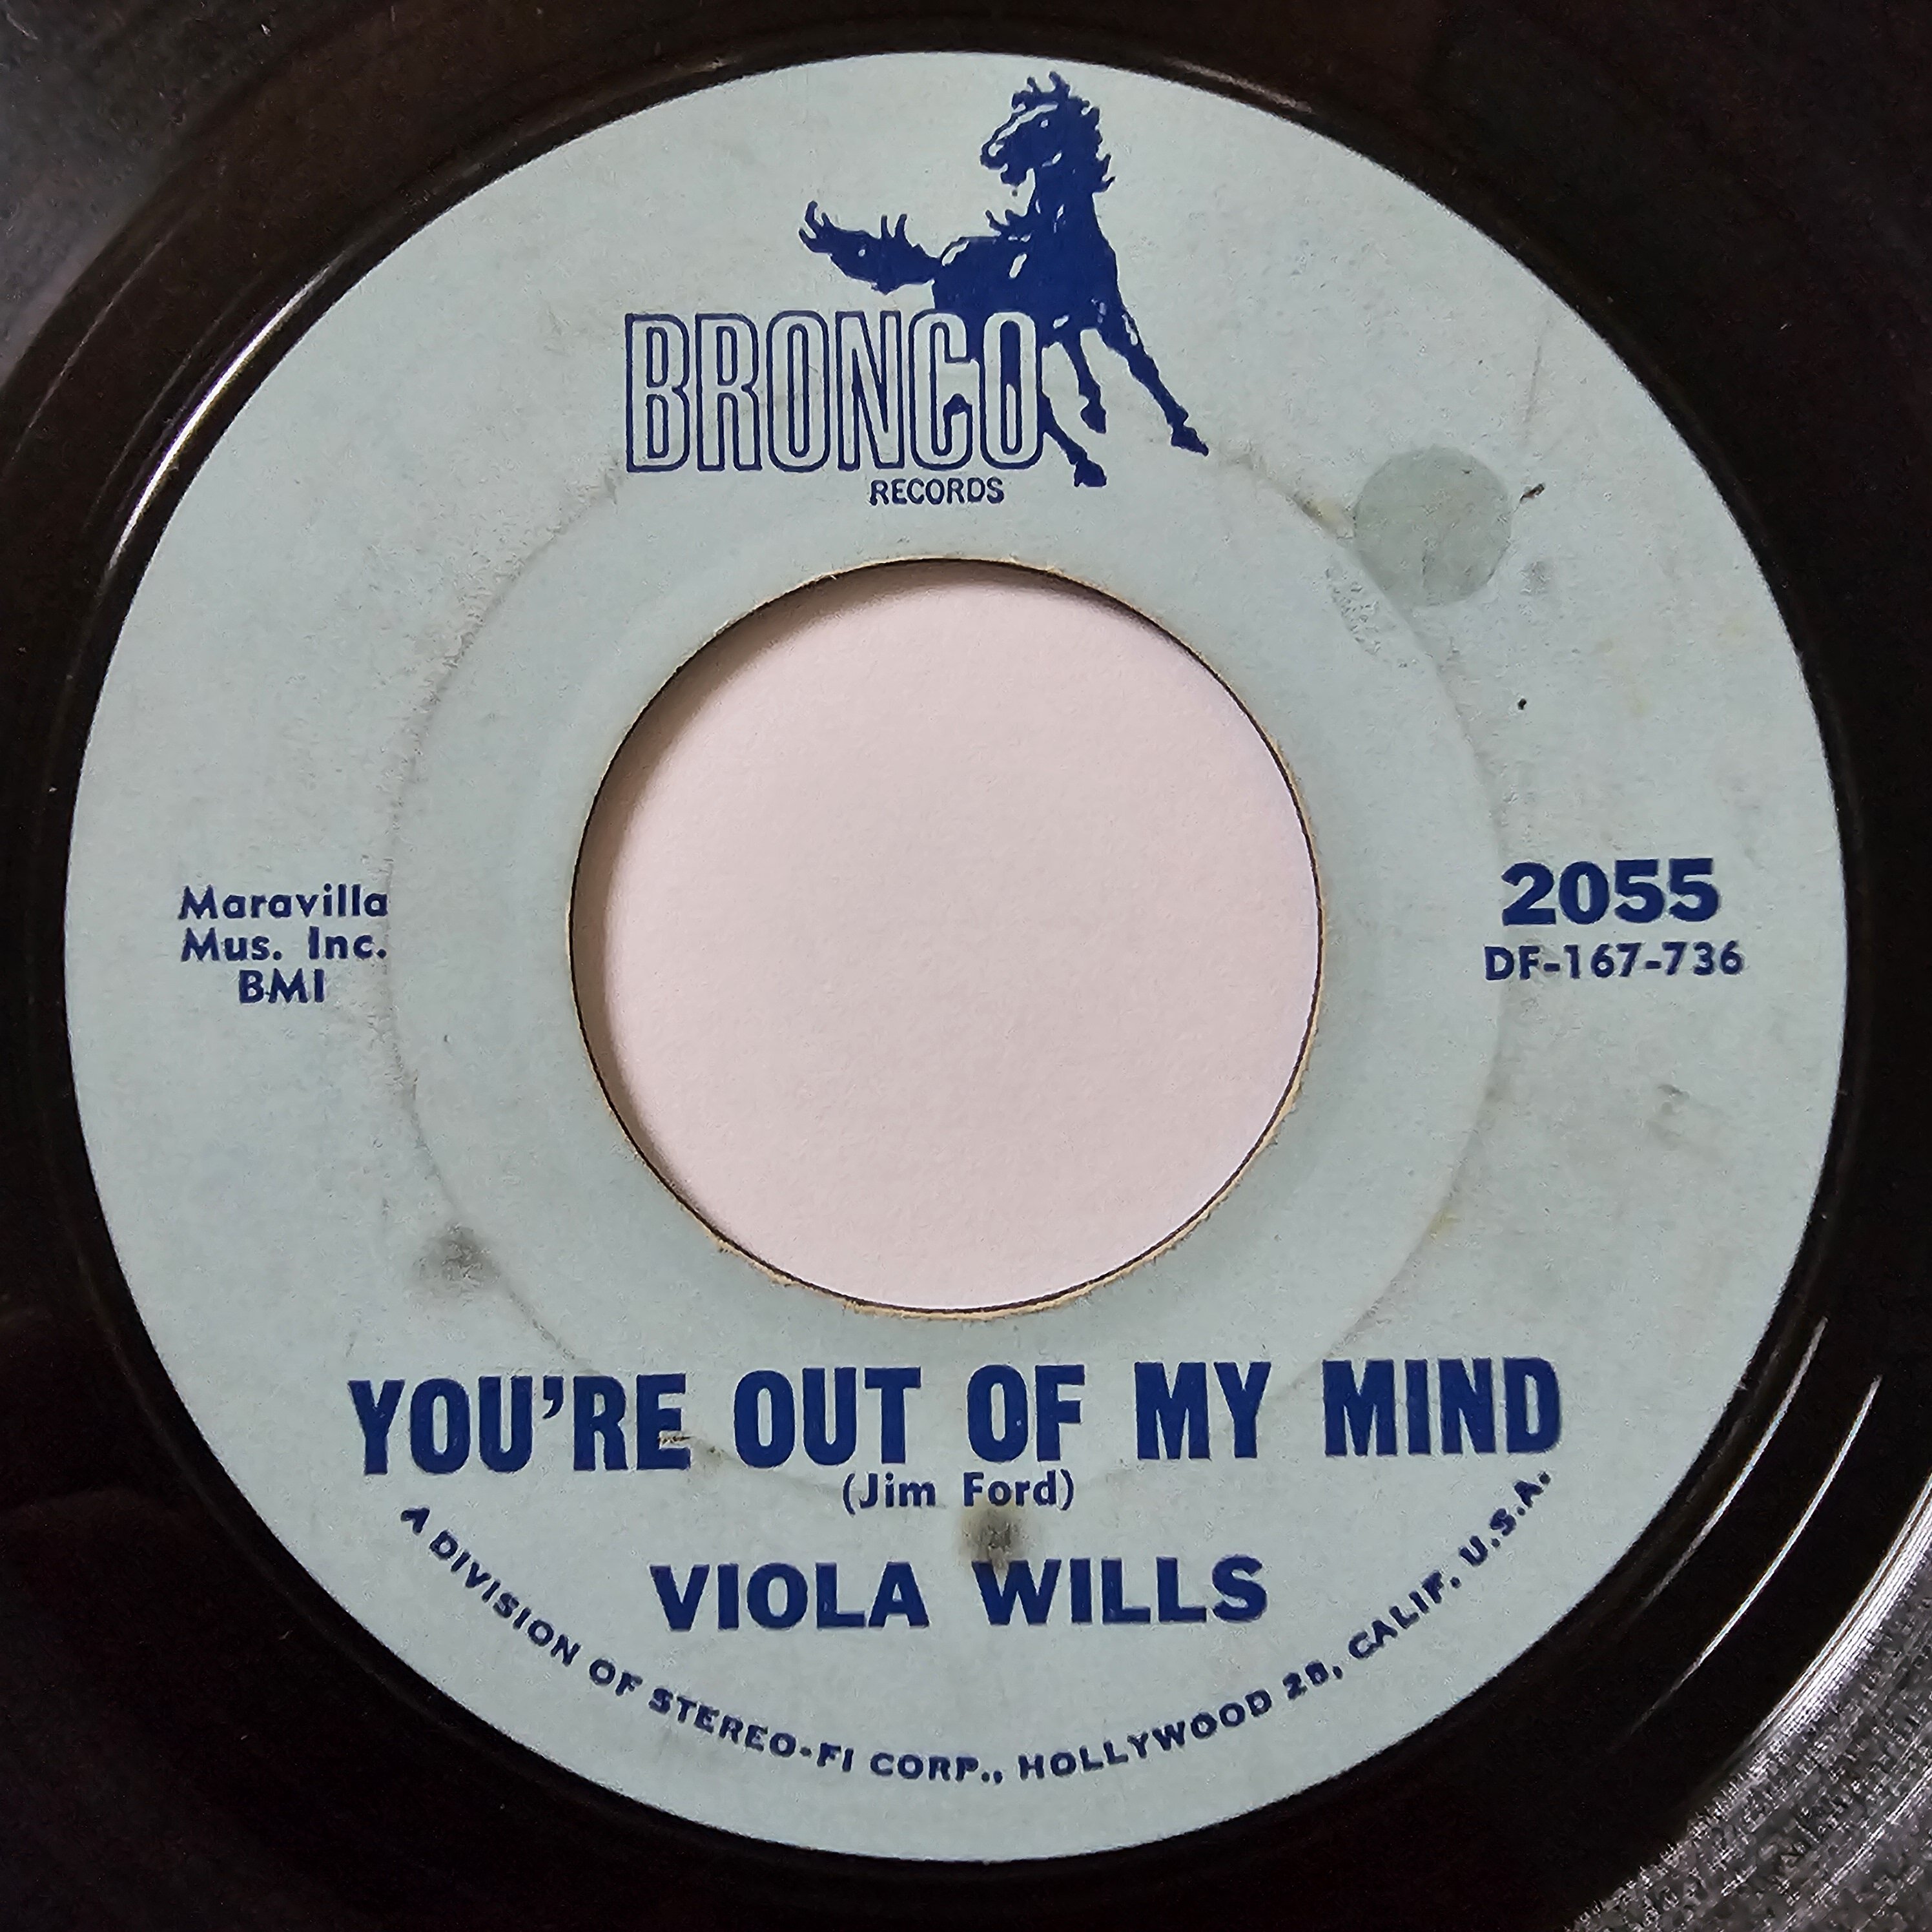 BRONCO
RECORDS
Maravilla
Mus. Inc.
BMI
2055
DF-167-736
YOU'RE OUT OF MY MIND
(Jim Ford)
VIOLA WILLS
A DIVISION OF STEREO-FI CORP., HOLLYWOOD 28, CALIF. U.S.A.